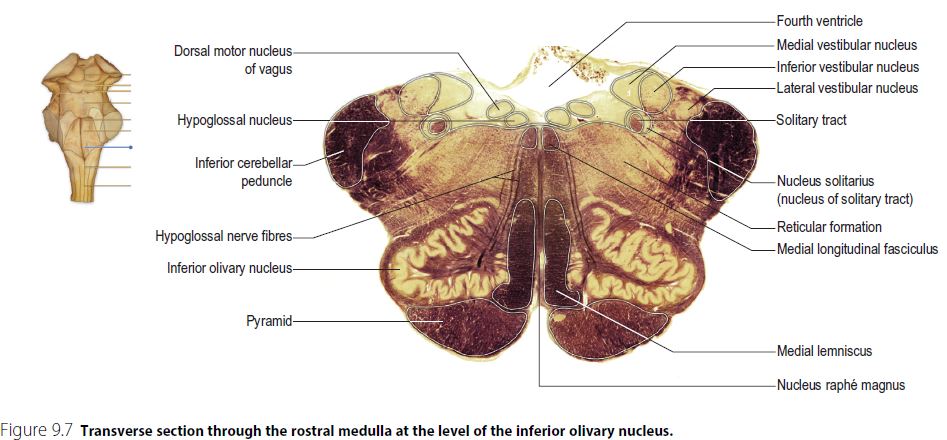 Dorsal motor nucleus
of vagus
Hypoglossal nucleus
Inferior cerebellar
peduncle
Hypoglossal nerve fibres
Inferior olivary nucleus
Pyramid
Fourth ventricle
Medial vestibular nucleus
Inferior vestibular nucleus
Lateral vestibular nucleus
Solitary tract
Nucleus solitarius
(nucleus of solitary tract)
Reticular formation
Medial longitudinal fasciculus
Medial lemniscus
Nucleus raphé magnus
Figure 9.7 Transverse section through the rostral medulla at the level of the inferior olivary nucleus.